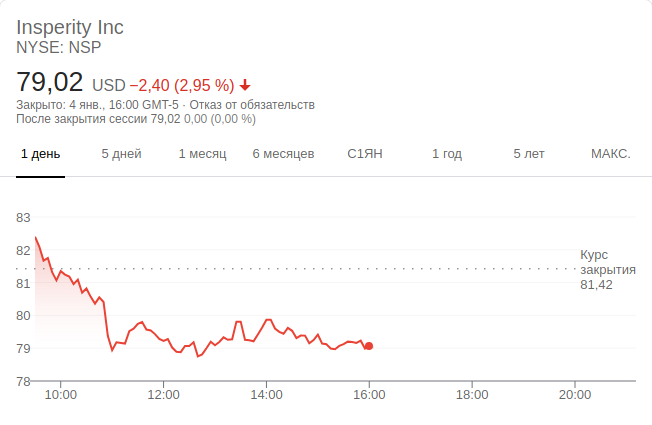 Insperity Inc
NYSE: NSP
79,02 USD −2,40 (2,95 %)
Закрыто: 4 янв., 16:00 GMT-5 · Отказ от обязательств
После закрытия сессии 79,02 0,00 (0,00 %)
1 день 5 дней 1 месяц 6 месяцев С1ЯН 1 год 5 лет МАКС.
83
82
Курс
закрытия
81,42
81
80
79
78
10:00 12:00 14:00 16:00 18:00 20:00